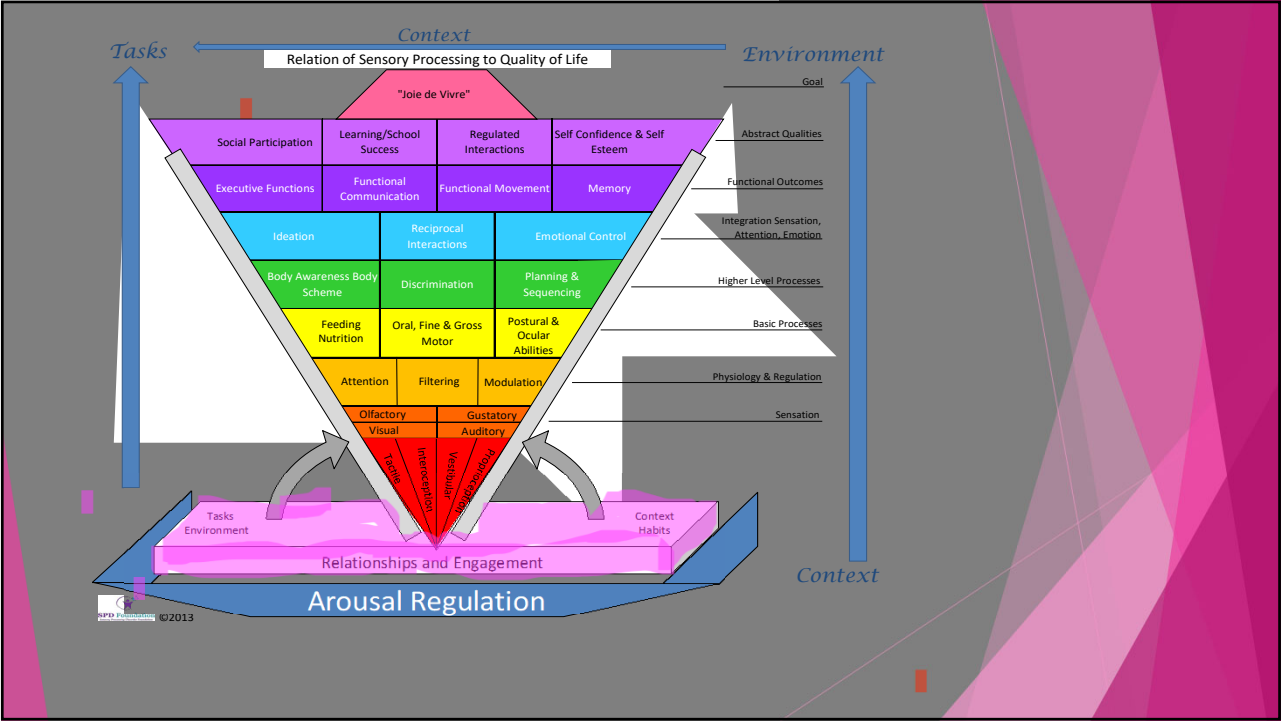 Context
Tasks
Environment
Relation of Sensory Processing to Quality of Life
"Joie de Vivre"
Goal
Social Participation
Learning/School
Success
Regulated
Interactions
Self Confidence & Self
Esteem
Abstract Qualities
Executive Functions
Functional
Communication
Functional Movement
Memory
Functional Outcomes
Ideation
Reciprocal
Interactions
Emotional Control
Integration Sensation,
Attention, Emotion
Body Awareness Body
Scheme
Discrimination
Planning &
Sequencing
Higher Level Processes
Feeding
Nutrition
Oral, Fine & Gross
Motor
Postural &
Ocular
Abilities
Basic Processes
Attention
Filtering
Modulation
Physiology & Regulation
Olfactory
Gustatory
Visual
Auditory
Sensation
Tactile
Interoception
Vestibular
Proprioception
Tasks
Environment
Context
Habits
Relationships and Engagement
Context
Arousal Regulation
SPD Foundation
©2013